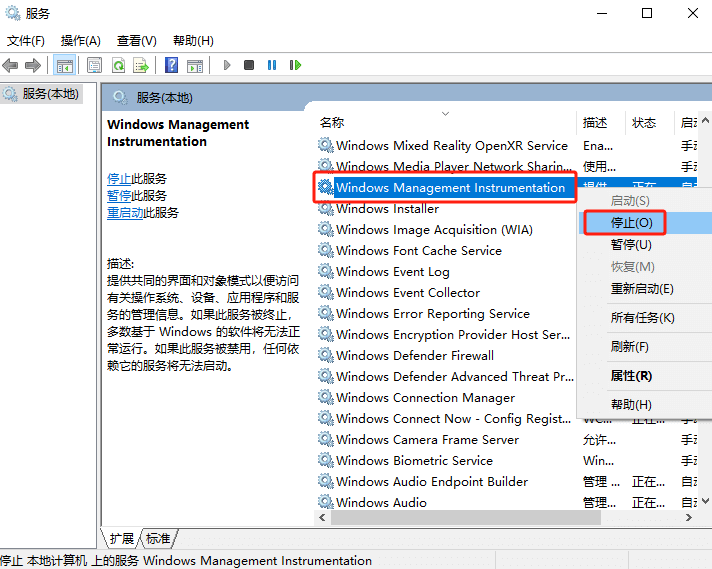 服务
文件(F) 操作(A) 查看(V) 帮助(H)
服务(本地)
服务(本地)
Windows Management
Instrumentation
停止此服务
暂停此服务
重启动此服务
描述:
提供共同的界面和对象模式以便访问
有关操作系统、设备、应用程序和服
务的管理信息。如果此服务被终止，
多数基于 Windows 的软件将无法正
常运行。如果此服务被禁用，任何依
赖它的服务将无法启动。
名称 描述 状态 启动
Windows Mixed Reality OpenXR Service Ena... 手动
Windows Media Player Network Sharin... 使用... 手动
Windows Management Instrumentation 提供... 正在... 自动
Windows Installer
Windows Image Acquisition (WIA)
Windows Font Cache Service
Windows Event Log
Windows Event Collector
Windows Error Reporting Service
Windows Encryption Provider Host Ser...
Windows Defender Firewall
Windows Defender Advanced Threat Pr...
Windows Connection Manager
Windows Connect Now - Config Regist... WC... 手动
Windows Camera Frame Server 允许... 手动
Windows Biometric Service Win... 手动
Windows Audio Endpoint Builder 管理 ... 正在... 自动
Windows Audio 管理... 正在... 自动
启动(S)
停止(O)
暂停(U)
恢复(M)
重新启动(E)
所有任务(K)
刷新(F)
属性(R)
帮助(H)
扩展 标准
停止 本地计算机 上的服务 Windows Management Instrumentation